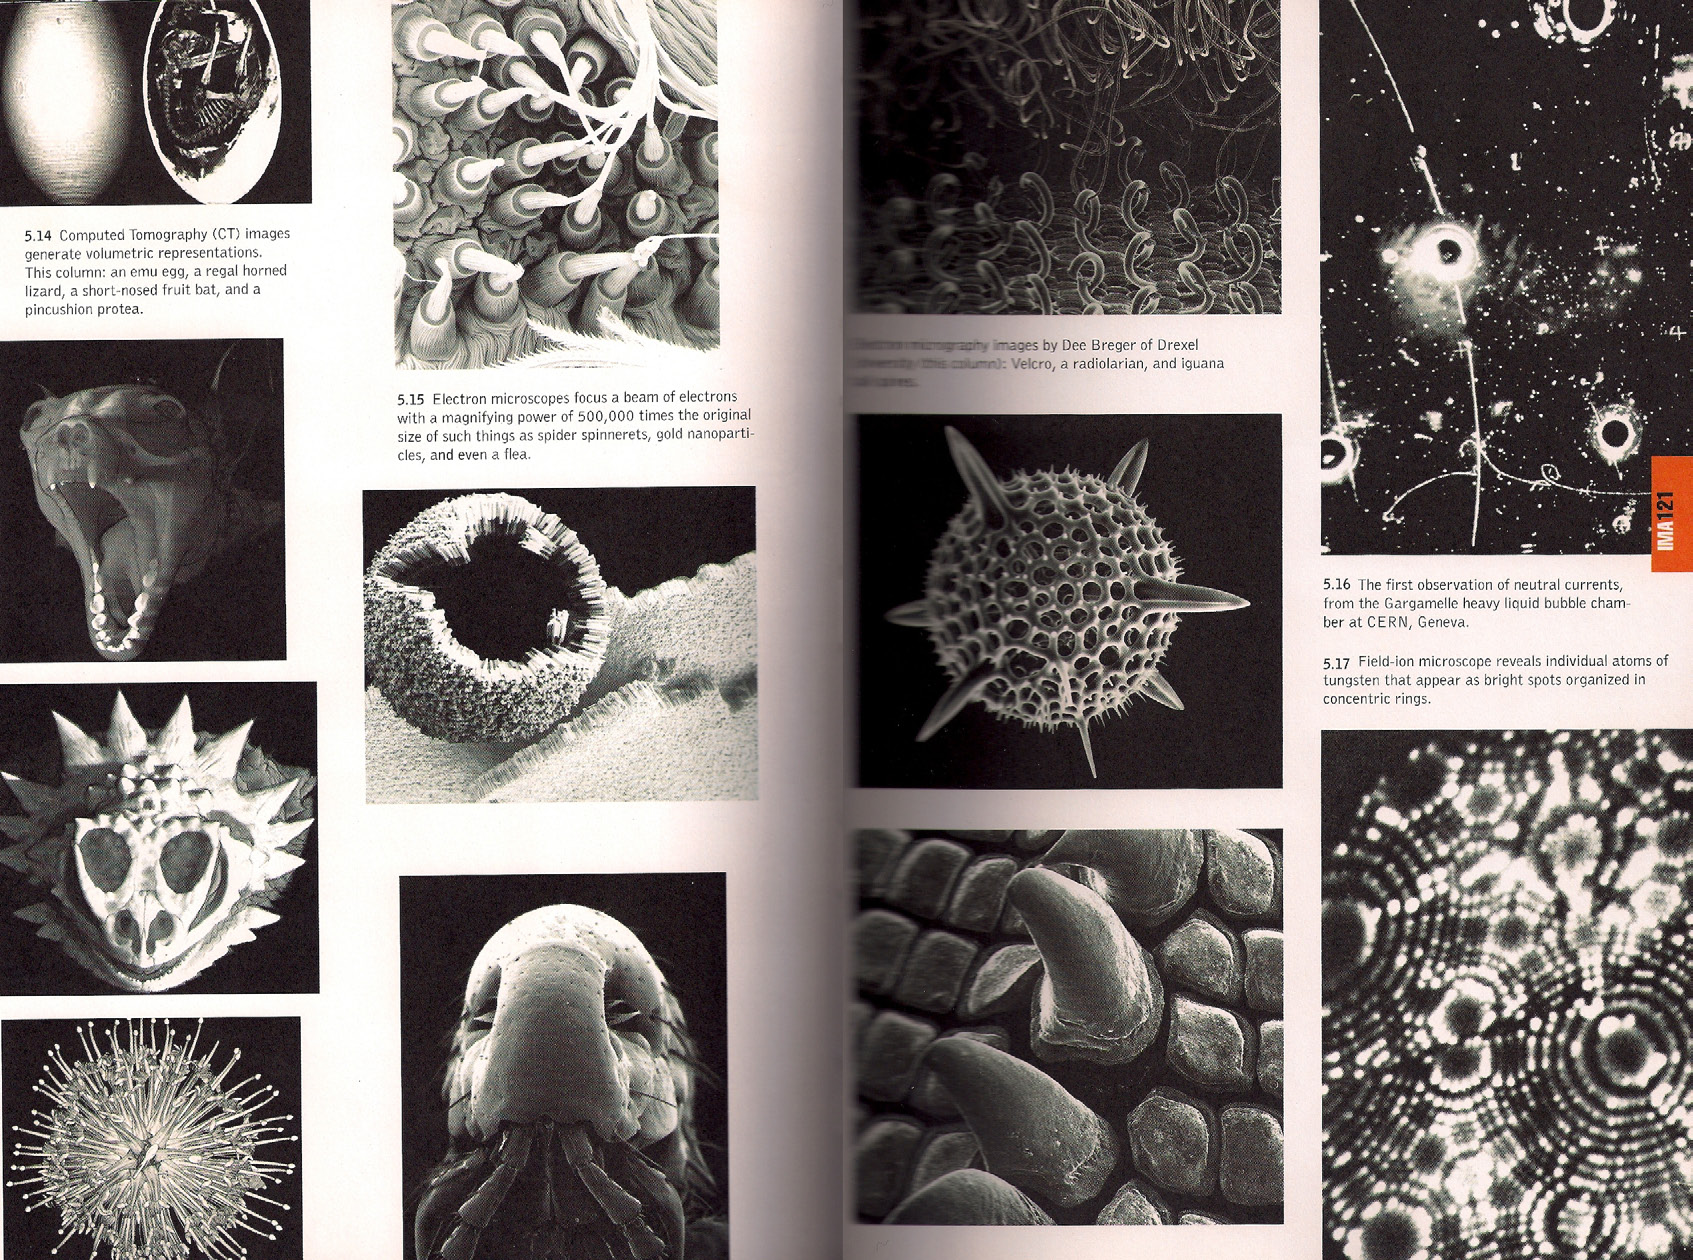 5.14 Computed Tomography (CT) images
generate volumetric representations.
This column: an emu egg, a regal horned
lizard, a short-nosed fruit bat, and a
pincushion protea.
5.15 Electron microscopes focus a beam of electrons
with a magnifying power of 500,000 times the original
size of such things as spider spinnerets, gold nanoparti-
cles, and even a flea.
micrography images by Dee Breger of Drexel
this column): Velcro, a radiolarian, and iguana
IMA121
5.16 The first observation of neutral currents,
from the Gargamelle heavy liquid bubble cham-
ber at CERN, Geneva.
5.17 Field-ion microscope reveals individual atoms of
tungsten that appear as bright spots organized in
concentric rings.